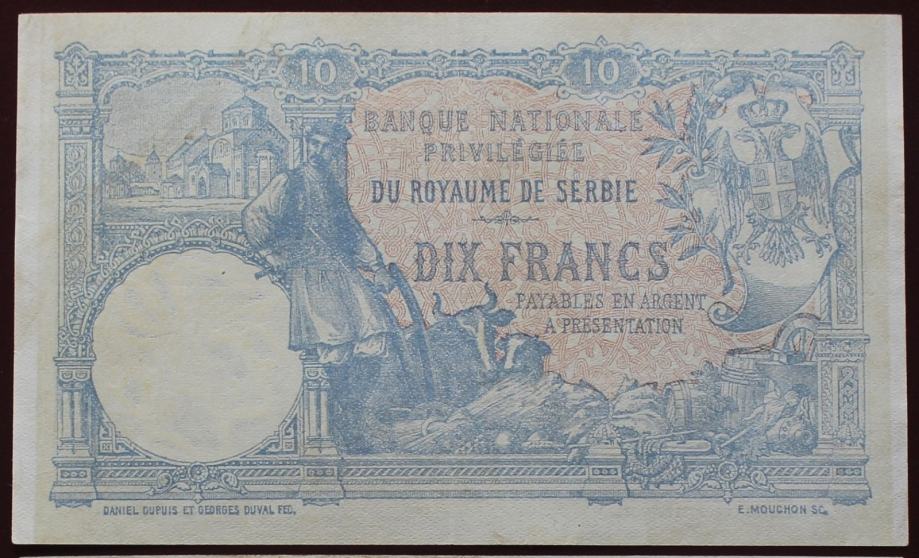 10 10
BANQUE NATIONALE
PRIVILÉGIÉE
DU ROYAUME DE SERBIE
DIX FRANCS
PAYABLES EN ARGENT
A PRÉSENTATION
DANIEL DUPUIS ET GEORGES DUVAL FEC. E. MOUCHON SC.